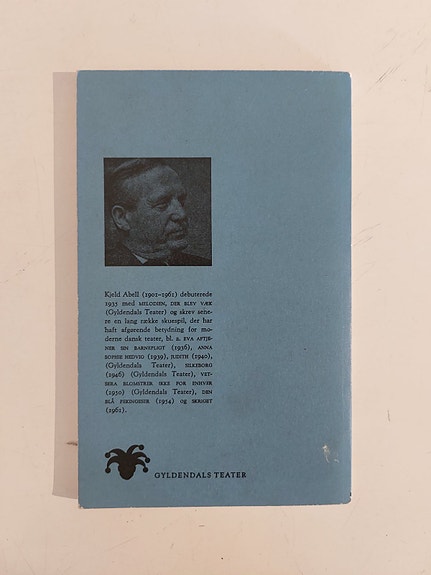 Kjeld Abell (1901–1961) debuterede
1935 med MELODIEN, DER BLEV VÆK
(Gyldendals Teater) og skrev sene-
re en lang række skuespil, der har
haft afgørende betydning for mo-
derne dansk teater, bl. a. EVA AFTJE-
NER SIN BARNEPLIGT (1936), ANNA
SOPHIE HEDVIG (1939), JUDITH (1940),
(Gyldendals Teater), SILKEBORG
(1946) (Gyldendals Teater), VET-
SERA BLOMSTRER IKKE FOR ENHVER
(1950) (Gyldendals Teater), DEN
BLÅ PEKINGESER (1954) og SKRIGET
(1961).
GYLDENDALS TEATER